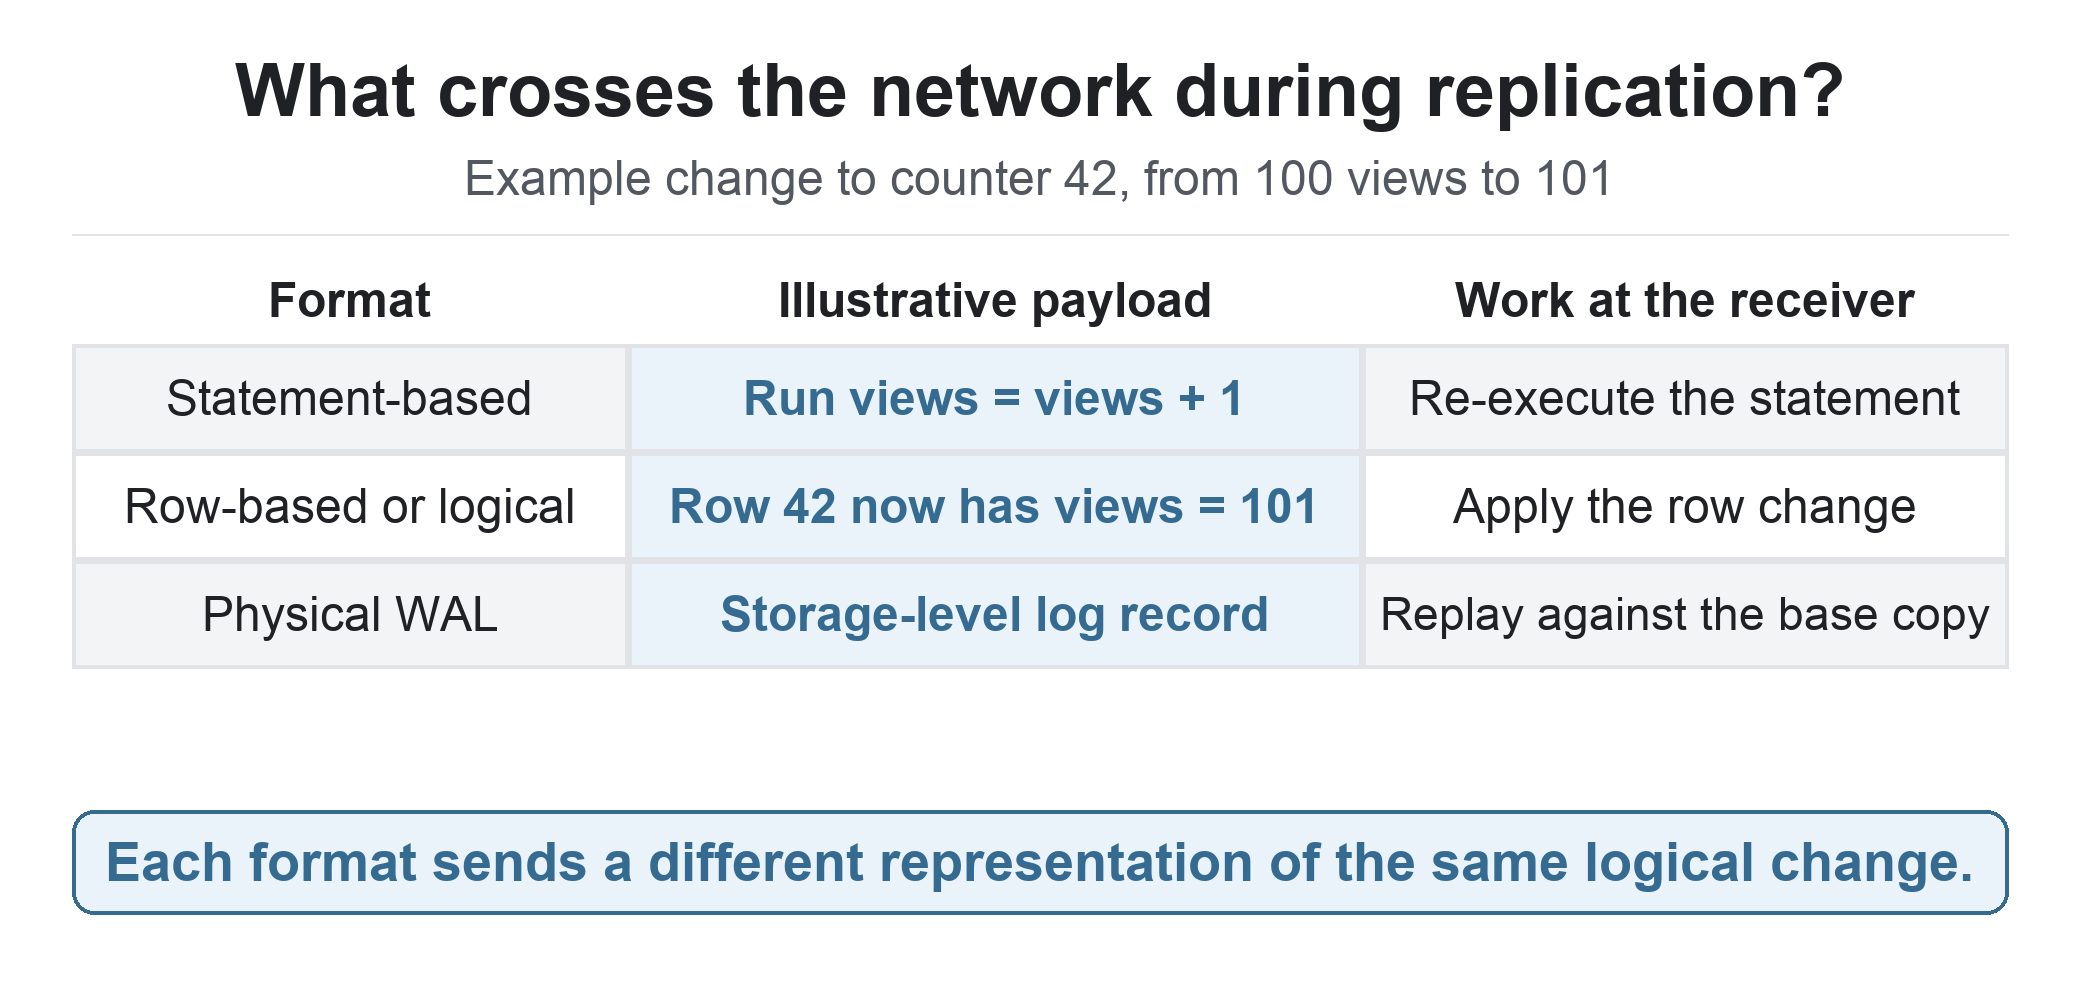 What crosses the network during replication?
Example change to counter 42, from 100 views to 101
Format Illustrative payload Work at the receiver
Statement-based Run views = views + 1 Re-execute the statement
Row-based or logical Row 42 now has views = 101 Apply the row change
Physical WAL Storage-level log record Replay against the base copy
Each format sends a different representation of the same logical change.